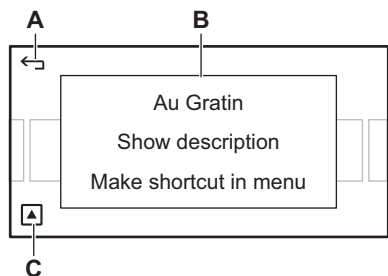 A
B
Au Gratin
Show description
Make shortcut in menu
C